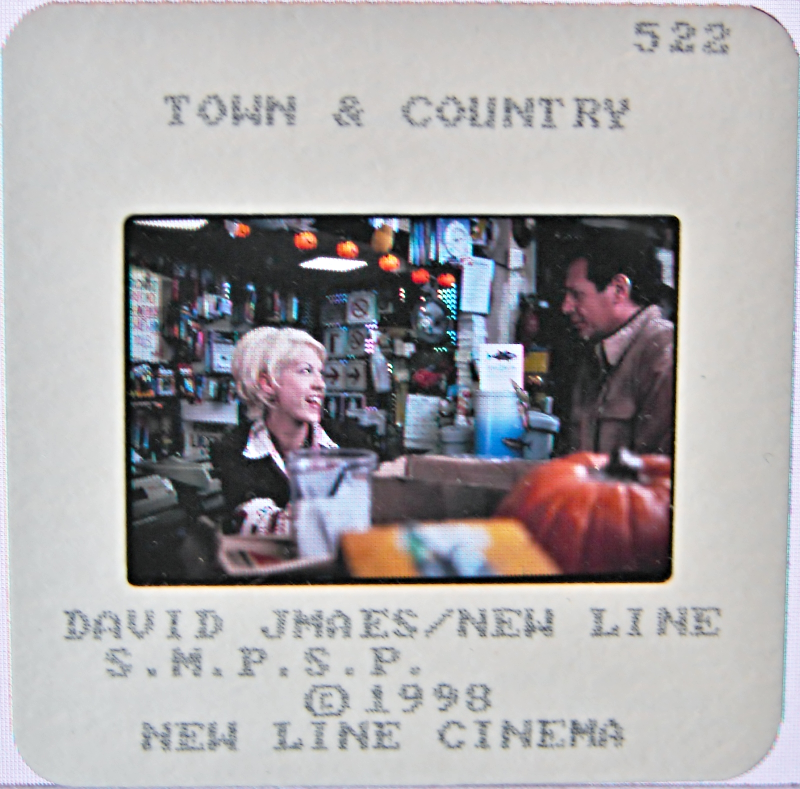 522
TOWN & COUNTRY
DAVID JMAES/NEW LINE
S.M.P.S.P.
©1998
NEW LINE CINEMA